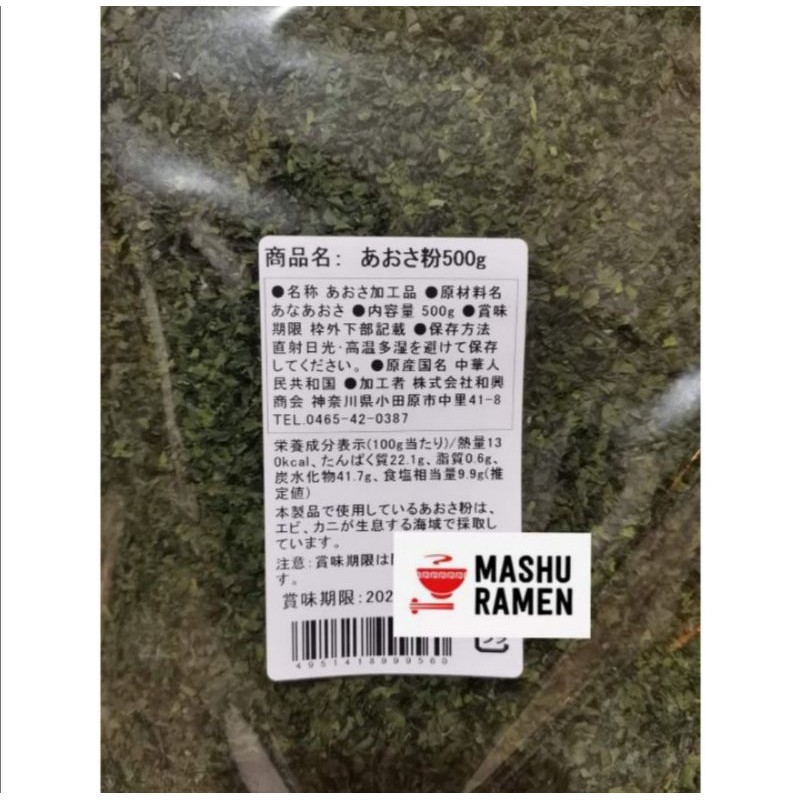 商品名： あおさ粉500g
●名称 あおさ加工品 ●原材料名
あなあおさ ●内容量 500g ●賞味
期限 枠外下部記載 ●保存方法
直射日光･高温多湿を避けて保存
してください。 ●原産国名 中華人
民共和国 ●加工者 株式会社和興
商会 神奈川県小田原市中里41-8
TEL.0465-42-0387
栄養成分表示(100g当たり)/熱量13
0kcal、たんぱく質22.1g、脂質0.6g、
炭水化物41.7g、食塩相当量9.9g(推
定値)
本製品で使用しているあおさ粉は、
エビ、カニが生息する海域で採取し
ています。
注意:賞味期限は
す。
賞味期限:202
MASHU
RAMEN
4951418999560